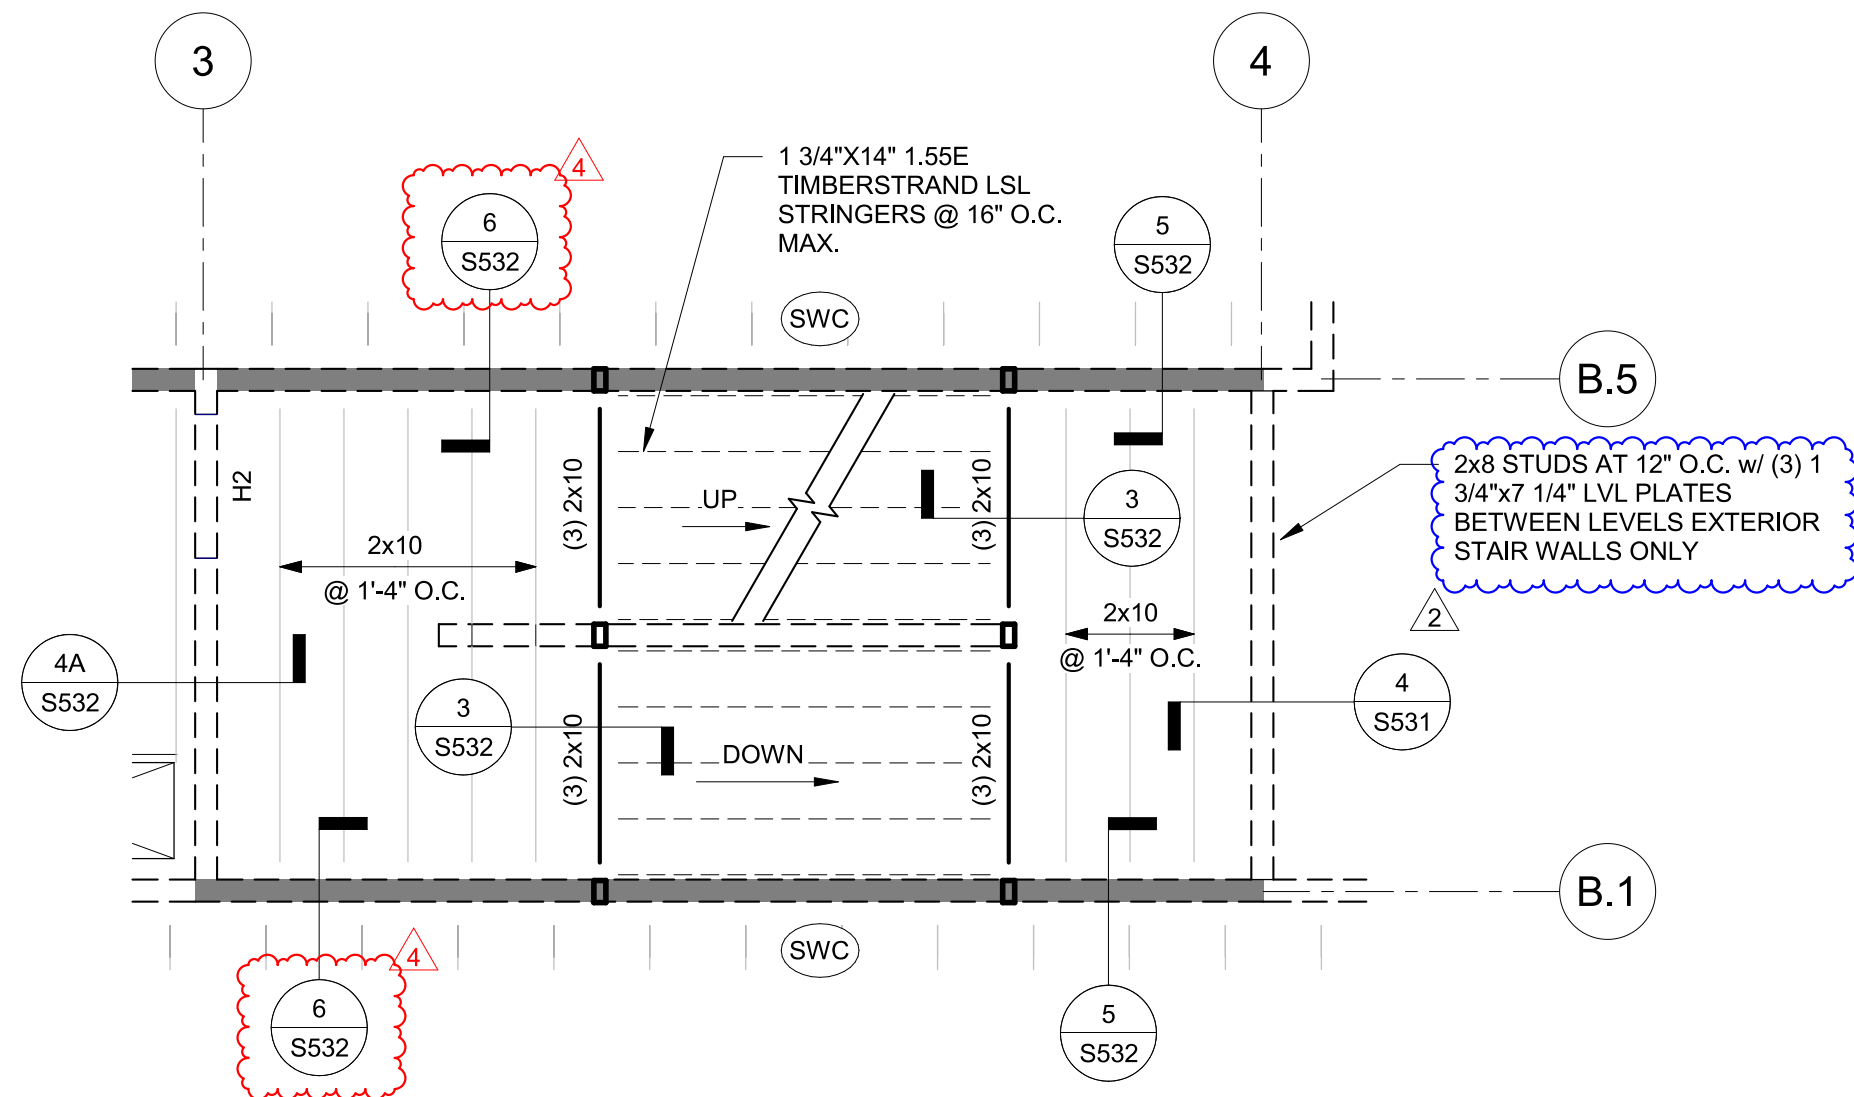 3
4
4
6
S532
1 3/4"X14" 1.55E
TIMBERSTRAND LSL
STRINGERS @ 16" O.C.
MAX.
5
S532
SWC
B.5
H2
(3) 2x10
(3) 2x10
UP
3
S532
2x8 STUDS AT 12" O.C. w/ (3) 1
3/4"x7 1/4" LVL PLATES
BETWEEN LEVELS EXTERIOR
STAIR WALLS ONLY
2
2x10
@ 1'-4" O.C.
2x10
@ 1'-4" O.C.
4A
S532
3
S532
(3) 2x10
DOWN
(3) 2x10
4
S531
B.1
SWC
4
6
S532
5
S532